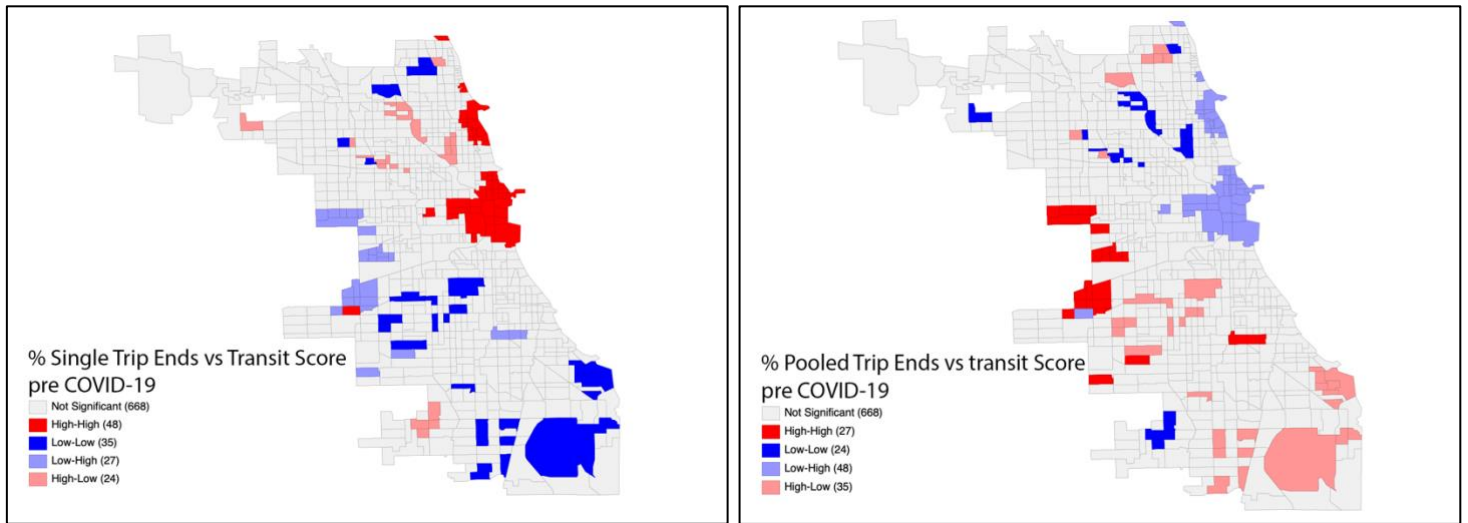 % Single Trip Ends vs Transit Score
pre COVID-19
Not Significant (668)
High-High (48)
Low-Low (35)
Low-High (27)
High-Low (24)
% Pooled Trip Ends vs transit Score
pre COVID-19
Not Significant (668)
High-High (27)
Low-Low (24)
Low-High (48)
High-Low (35)